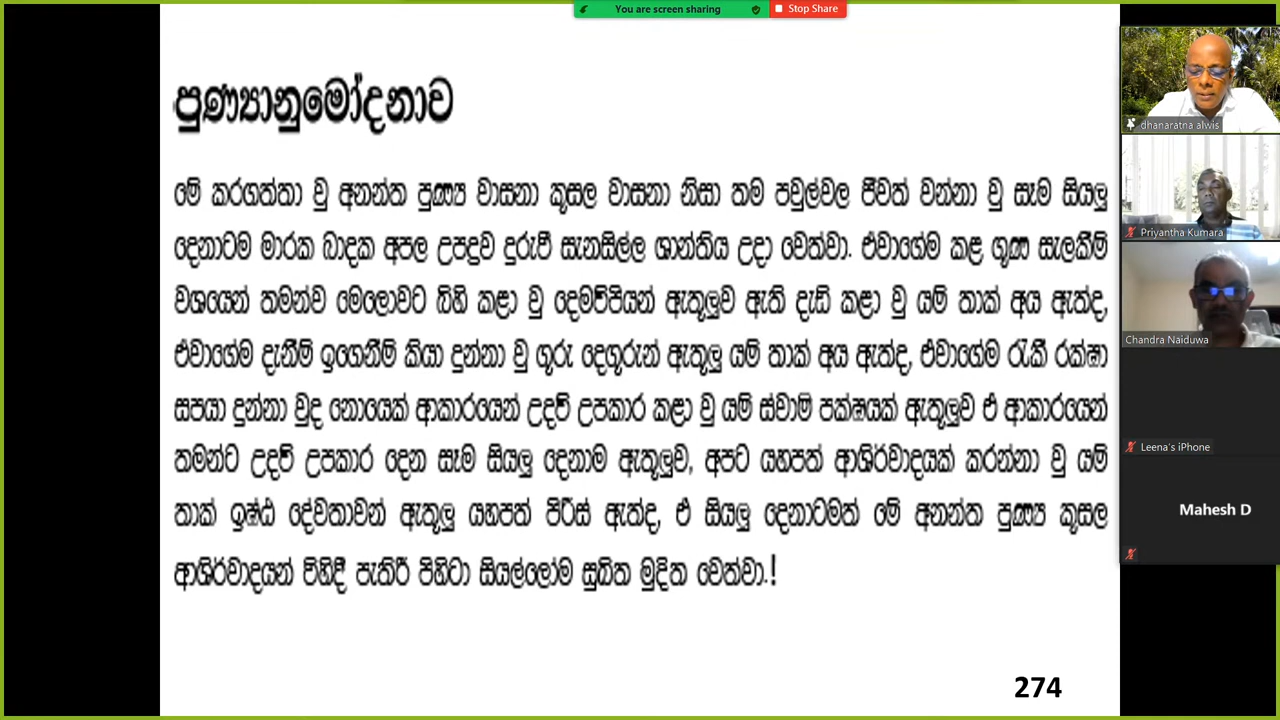 You are screen sharing
Stop Share
පුණ්‍යානුමෝදනාව
මේ කරගත්තා වු අනන්ත පුණ්‍ය වාසනා කුසල වාසනා නිසා තම පවුල්වල ජීවත් වන්නා වු සෑම සියලු
දෙනාටම මාරක බාදක අපල උපද්‍රව දුරුවී සැනසිල්ල ශාන්තිය උදා වෙත්වා. එවාගේම කළ ගුණ සැලකීම්
වශයෙන් තමන්ව මෙලොවට බිහි කළා වු දෙමව්පියන් ඇතුලුව ඇති දැඩි කළා වු යම් තාක් අය ඇත්ද,
එවාගේම දැනීම් ඉගෙනීම් කියා දුන්නා වු ගුරු දෙගුරුන් ඇතුලු යම් තාක් අය ඇත්ද, එවාගේම රැකී රක්ෂා
සපයා දුන්නා වුද නොයෙක් ආකාරයෙන් උදව් උපකාර කළා වු යම් ස්වාමි පක්ෂයක් ඇතුලුව එ ආකාරයෙන්
තමන්ට උදව් උපකාර දෙන සෑම සියලු දෙනාම ඇතුලුව, අපට යහපත් ආශිර්වාදයක් කරන්නා වු යම්
තාක් ඉෂ්ඨ දේවතාවන් ඇතුලු යහපත් පිරිස් ඇත්ද, එ සියලු දෙනාටමත් මේ අනන්ත පුණ්‍ය කුසල
ආශිර්වාදයන් විහිදී පැතිරී පිහිටා සියල්ලෝම සුඛිත මුදිත වෙත්වා.!
274
dhanaratna alwis
Priyantha Kumara
Chandra Naiduwa
Leena's iPhone
Mahesh D